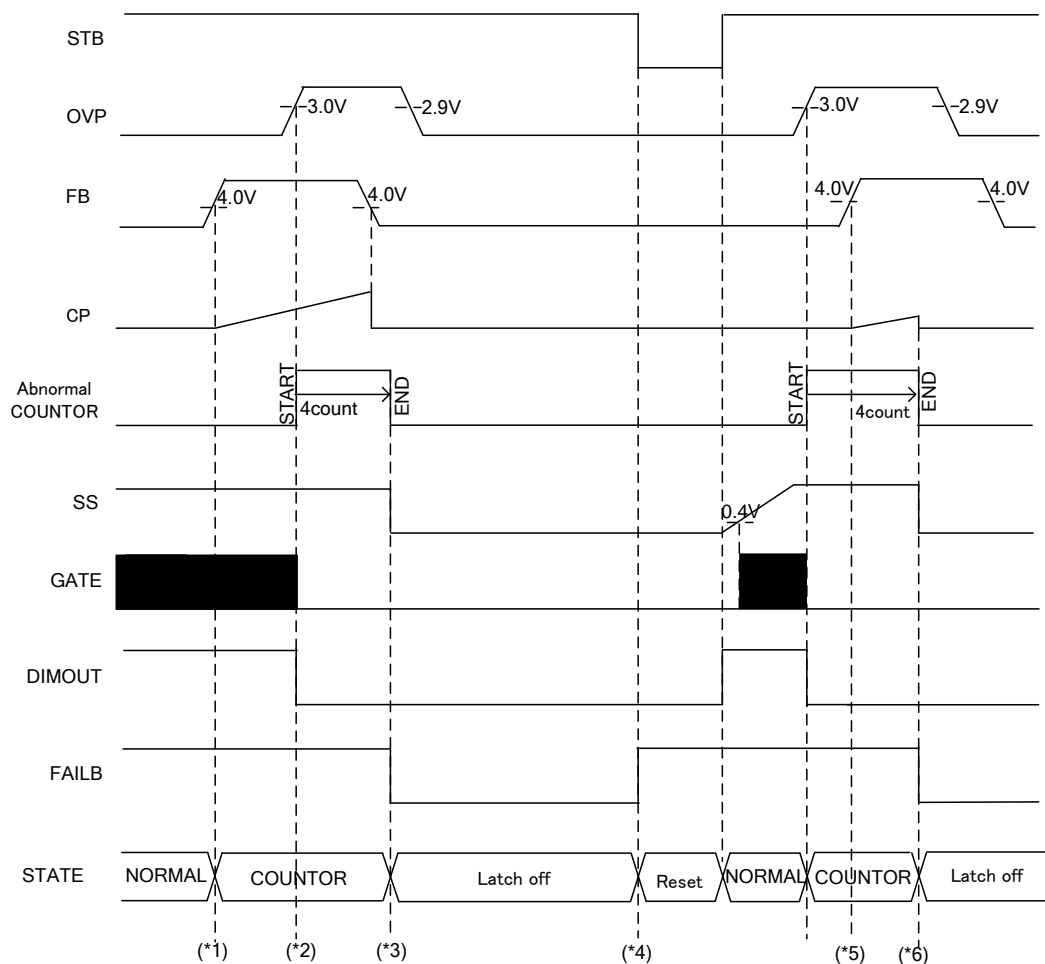 STB
OVP
3.0V
2.9V
3.0V
2.9V
FB
4.0V
4.0V
4.0V
4.0V
CP
Abnormal
COUNTOR
START
4count
END
START
4count
END
SS
0.4V
GATE
DIMOUT
FAILB
STATE
NORMAL
COUNTOR
Latch off
Reset
NORMAL
COUNTOR
Latch off
(*1)
(*2)
(*3)
(*4)
(*5)
(*6)